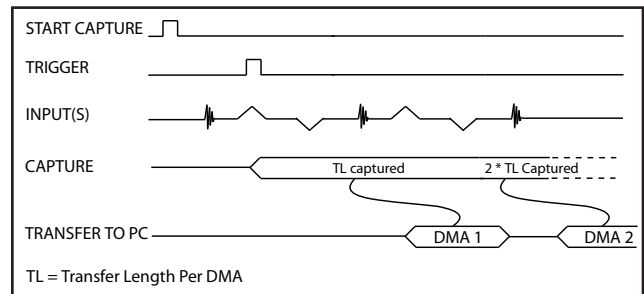 START CAPTURE
TRIGGER
INPUT(S)
CAPTURE
TL captured
2 * TL Captured
TRANSFER TO PC
DMA 1
DMA 2
TL = Transfer Length Per DMA